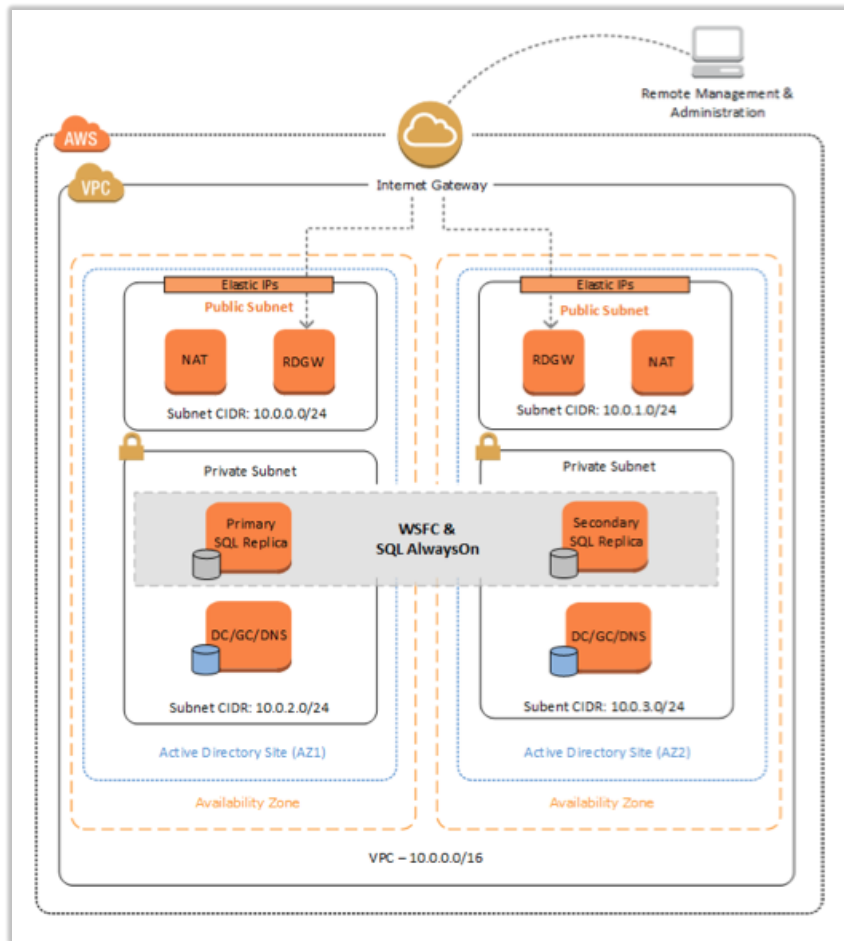 Remote Management &
Administration
AWS
VPC
Internet Gateway
Elastic IPs
Public Subnet
NAT
RDGW
Subnet CIDR: 10.0.0.0/24
Elastic IPs
Public Subnet
RDGW
NAT
Subnet CIDR: 10.0.1.0/24
Private Subnet
Private Subnet
Primary
SQL Replica
WSFC &
SQL AlwaysOn
Secondary
SQL Replica
DC/GC/DNS
DC/GC/DNS
Subnet CIDR: 10.0.2.0/24
Subent CIDR: 10.0.3.0/24
Active Directory Site (AZ1)
Active Directory Site (AZ2)
Availability Zone
Availability Zone
VPC – 10.0.0.0/16